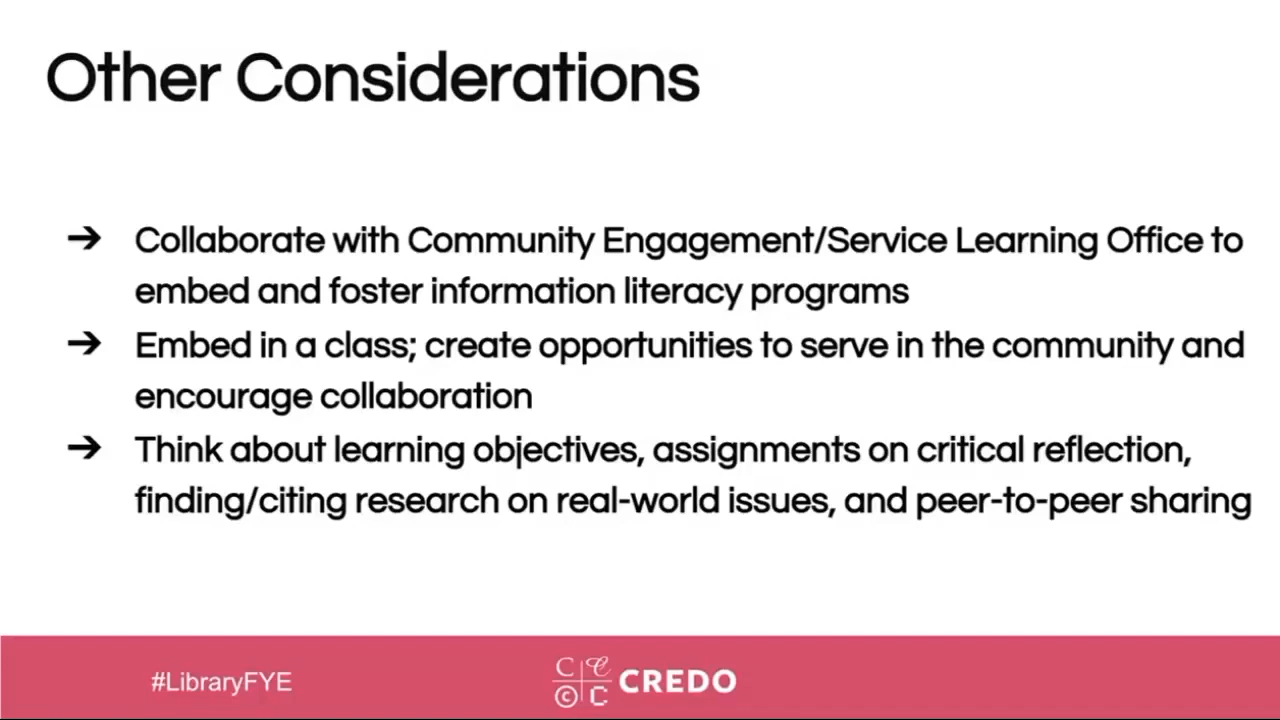 Other Considerations
➔ Collaborate with Community Engagement/Service Learning Office to
embed and foster information literacy programs
➔ Embed in a class; create opportunities to serve in the community and
encourage collaboration
➔ Think about learning objectives, assignments on critical reflection,
finding/citing research on real-world issues, and peer-to-peer sharing
#LibraryFYE
C C © C CREDO